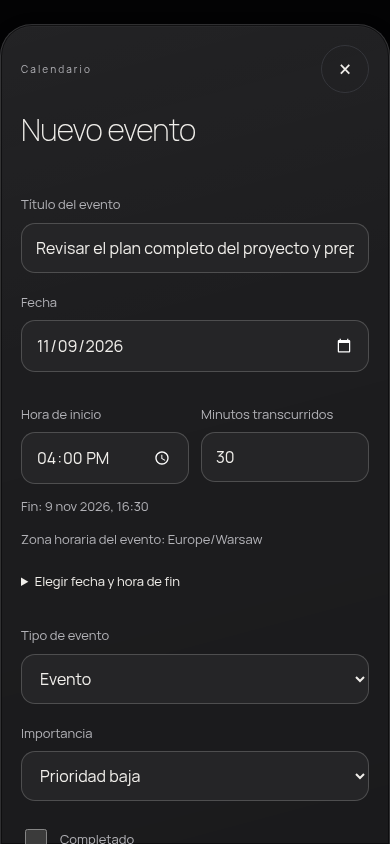 Calendario
Nuevo evento
Título del evento
Revisar el plan completo del proyecto y prep
Fecha
11/09/2026
Hora de inicio
Minutos transcurridos
04:00 PM
30
Fin: 9 nov 2026, 16:30
Zona horaria del evento: Europe/Warsaw
Elegir fecha y hora de fin
Tipo de evento
Evento
Importancia
Prioridad baja
Completado